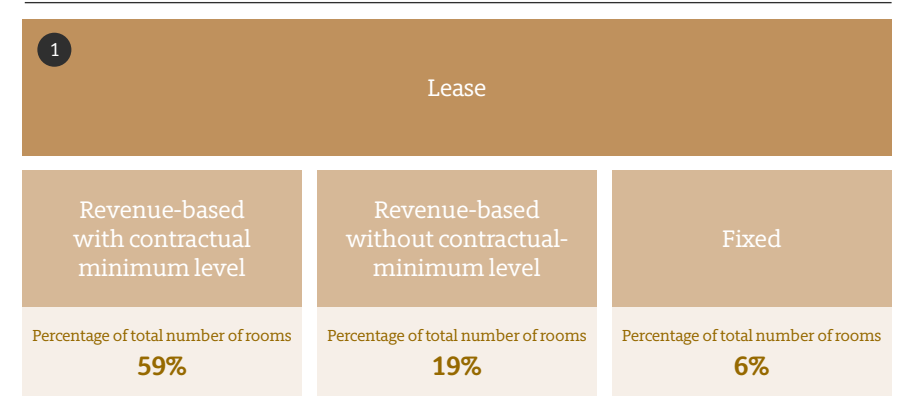 1
Lease
Revenue-based
with contractual
minimum level
Revenue-based
without contractual-
minimum level
Fixed
Percentage of total number of rooms
59%
Percentage of total number of rooms
19%
Percentage of total number of rooms
6%